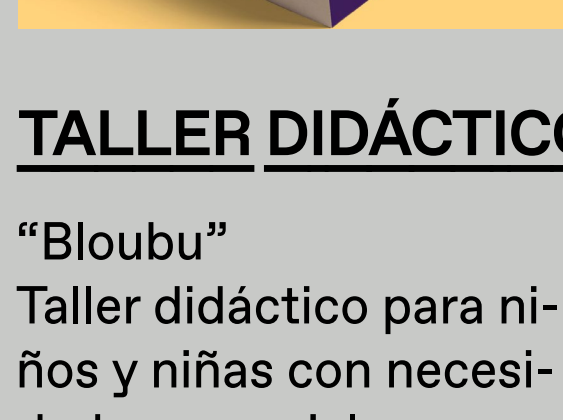 TALLER DIDÁCTICO
“Bloubu”
Taller didáctico para ni-
ños y niñas con necesi-